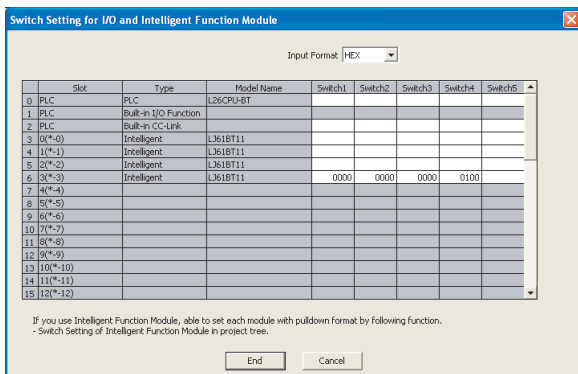 Switch Setting for I/O and Intelligent Function Module
Input Format HEX
Slot Type Model Name Switch1 Switch2 Switch3 Switch4 Switch5
0 PLC PLC L26CPU-BT
1 PLC Built-in I/O Function
2 PLC Built-in CC-Link
3 0(*-0) Intelligent LJ61BT11
4 1(*-1) Intelligent LJ61BT11
5 2(*-2) Intelligent LJ61BT11
6 3(*-3) Intelligent LJ61BT11 0000 0000 0000 0100
7 4(*-4)
8 5(*-5)
9 6(*-6)
10 7(*-7)
11 8(*-8)
12 9(*-9)
13 10(*-10)
14 11(*-11)
15 12(*-12)
If you use Intelligent Function Module, able to set each module with pulldown format by following function.
- Switch Setting of Intelligent Function Module in project tree.
End Cancel